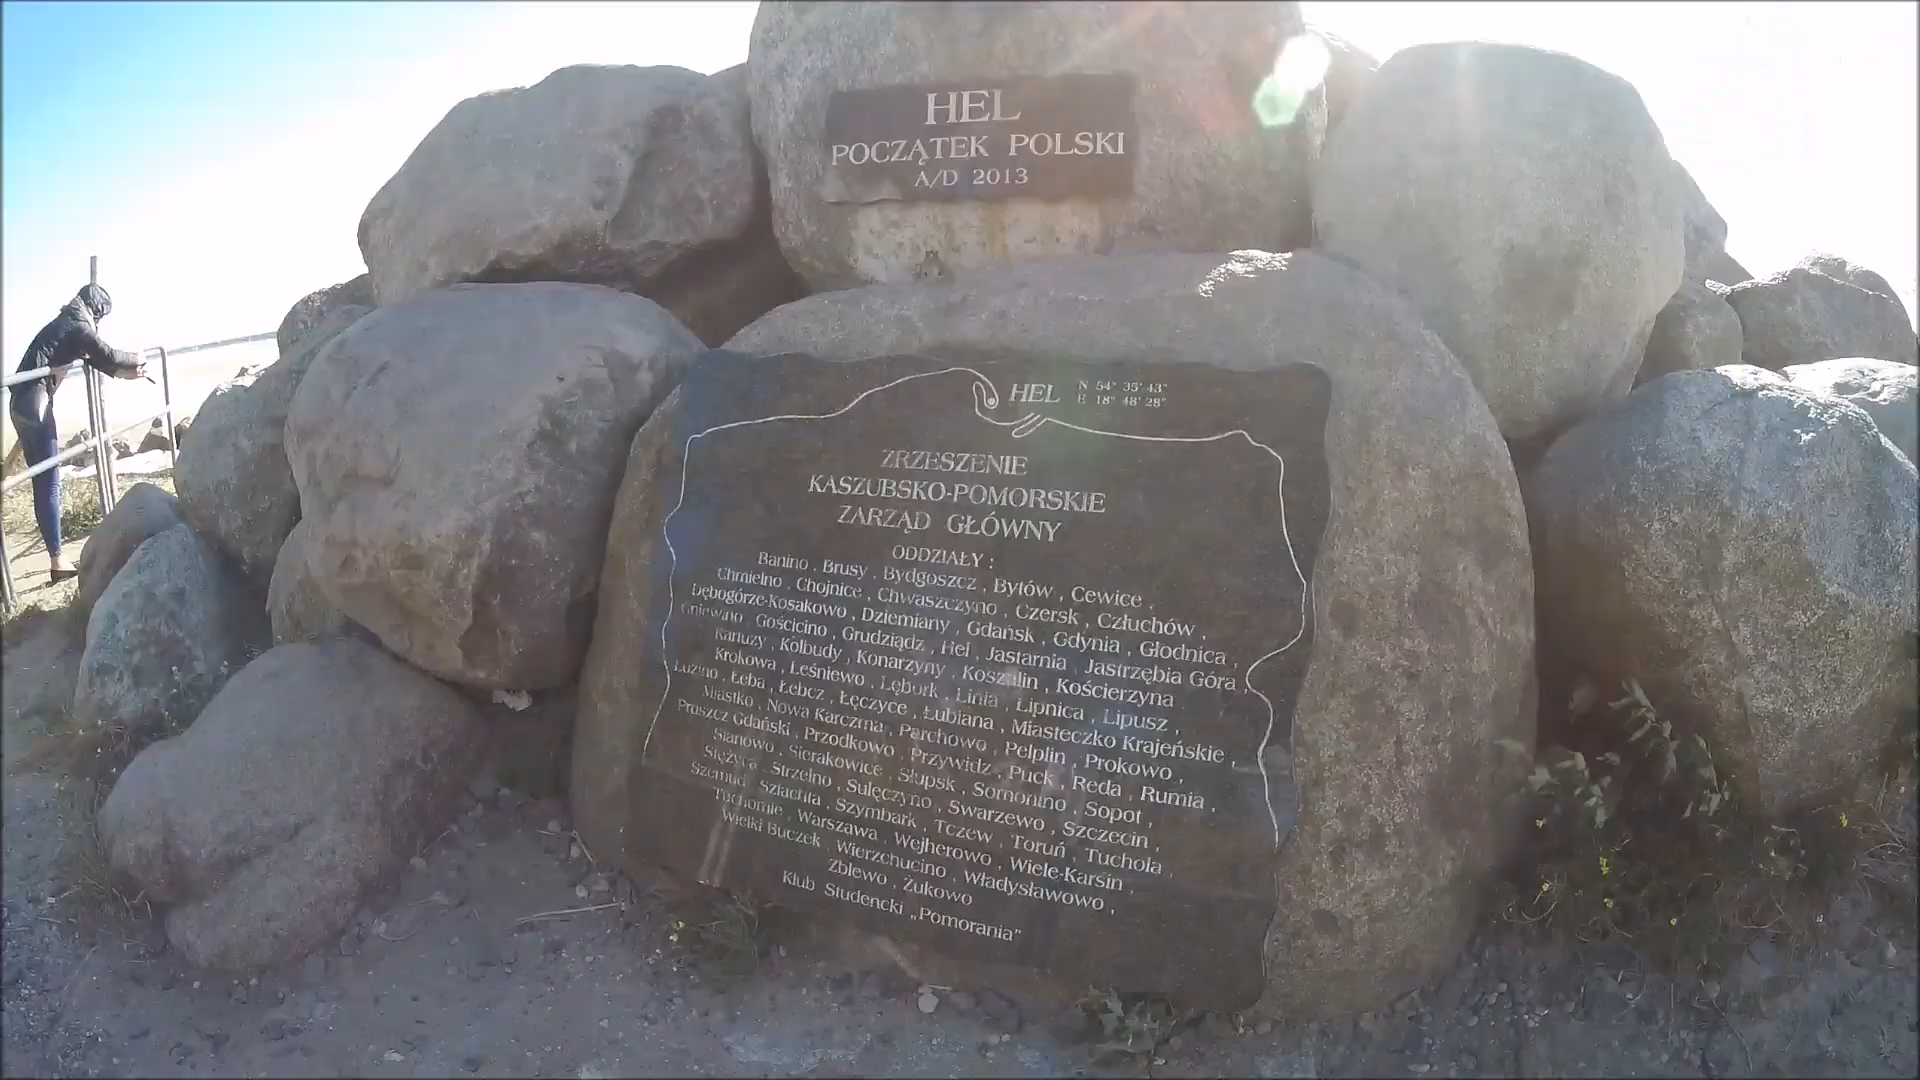 HEL
POCZĄTEK POLSKI
A/D 2013
HEL N 54° 35' 43"
E 18° 48' 28"
ZRZESZENIE
KASZUBSKO-POMORSKIE
ZARZĄD GŁÓWNY
ODDZIAŁY :
Banino , Brusy , Bydgoszcz , Bytów , Cewice ,
Chmielno , Chojnice , Chwaszczyno , Czersk , Człuchów ,
Dębogórze-Kosakowo , Dziemiany , Gdańsk , Gdynia , Głodnica ,
Gniewino , Gościcino , Grudziądz , Hel , Jastarnia , Jastrzębia Góra ,
Kartuzy , Kolbudy , Konarzyny , Koszalin , Kościerzyna
Krokowa , Leśniewo , Lębork , Linia , Lipnica , Lipusz ,
Luzino , Łeba , Łebcz , Łęczyce , Łubiana , Miasteczko Krajeńskie ,
Miastko , Nowa Karczma , Parchowo , Pelplin , Prokowo ,
Pruszcz Gdański , Przodkowo , Przywidz , Puck , Reda , Rumia ,
Sianowo , Sierakowice , Słupsk , Somonino , Sopot ,
Stężyca , Strzelno , Sulęczyno , Swarzewo , Szczecin ,
Szemud , Szlachta , Szymbark , Tczew , Toruń , Tuchola ,
Tuchomie , Warszawa , Wejherowo , Wiele-Karsin ,
Wielki Buczek , Wierzchucino , Władysławowo ,
Zblewo , Żukowo
Klub Studencki „Pomorania”